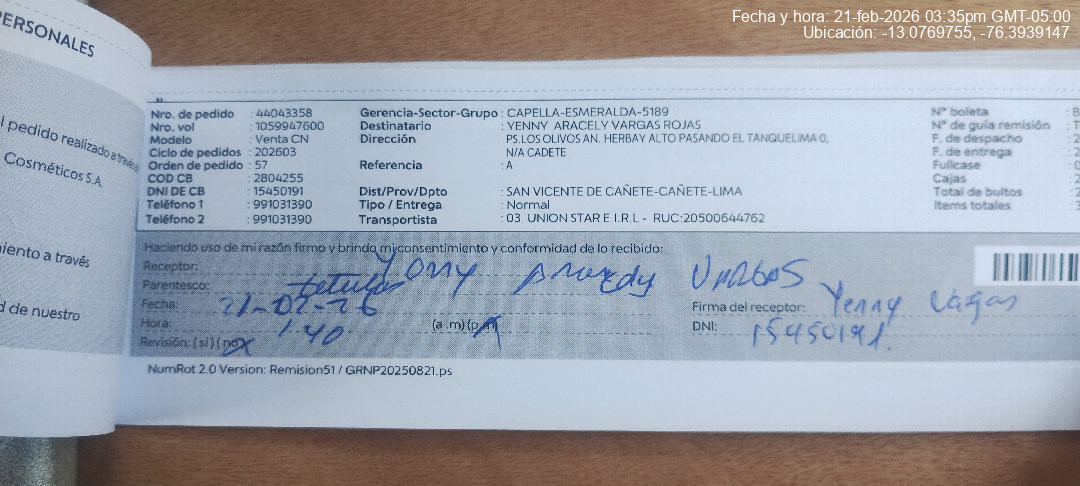 Fecha y hora: 21-feb-2026 03:35pm GMT-05:00
Ubicación: -13.0769755, -76.3939147
PERSONALES
l pedido realizado a través
Cosméticos S.A.
miento a través
d de nuestro
Nro. de pedido : 44043358
Nro. vol : 1059947600
Modelo : Venta CN
Ciclo de pedidos : 202603
Orden de pedido : 57
COD CB : 2804255
DNI DE CB : 15450191
Teléfono 1 : 991031390
Teléfono 2 : 991031390
Gerencia-Sector-Grupo : CAPELLA-ESMERALDA-5189
Destinatario : YENNY ARACELY VARGAS ROJAS
Dirección : PS.LOS OLIVOS AN. HERBAY ALTO PASANDO EL TANQUELIMA 0,
N/A CADETE
Referencia : A
Dist/Prov/Dpto : SAN VICENTE DE CAÑETE-CAÑETE-LIMA
Tipo / Entrega : Normal
Transportista : 03 UNION STAR E I.R.L - RUC:20500644762
N° boleta : B
N° de guía remisión : T
F. de despacho : 2
F. de entrega : 2
Fullcase : 0
Cajas : 2
Total de bultos : 2
Items totales : 3
Haciendo uso de mi razón firmo y brindo mi consentimiento y conformidad de lo recibido:
Receptor: Yenny Aracely VARGAS
Parentesco: titular
Fecha: 21-02-26
Hora: 1:40 (a.m)(p.m)
Revisión: (si)(no)
Firma del receptor: Yenny Vagas
DNI: 15450191.
NumRot 2.0 Version: Remision51 / GRNP20250821.ps